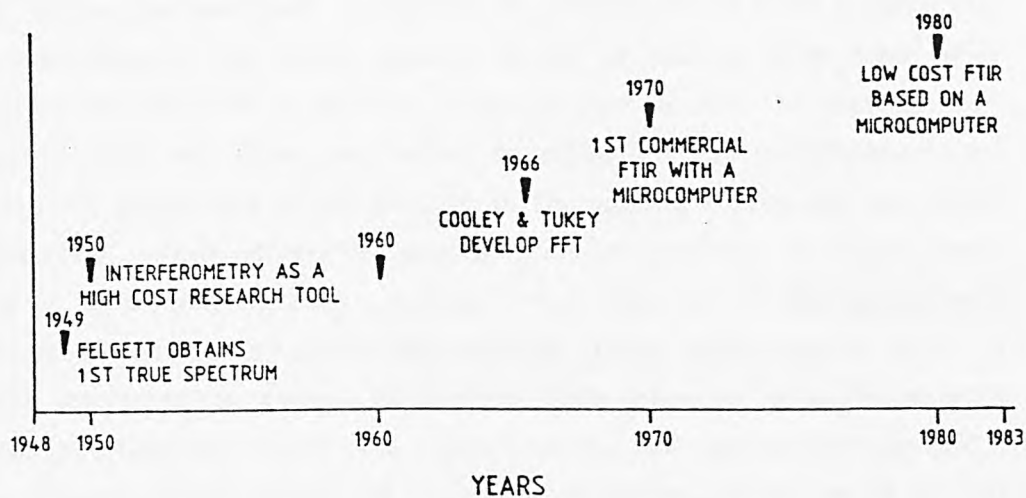 1980
LOW COST FTIR
BASED ON A
MICROCOMPUTER
1970
1ST COMMERCIAL
FTIR WITH A
MICROCOMPUTER
1966
COOLEY & TUKEY
DEVELOP FFT
1950
1960
INTERFEROMETRY AS A
HIGH COST RESEARCH TOOL
1949
FELGETT OBTAINS
1ST TRUE SPECTRUM
1948 1950 1960 1970 1980 1983
YEARS